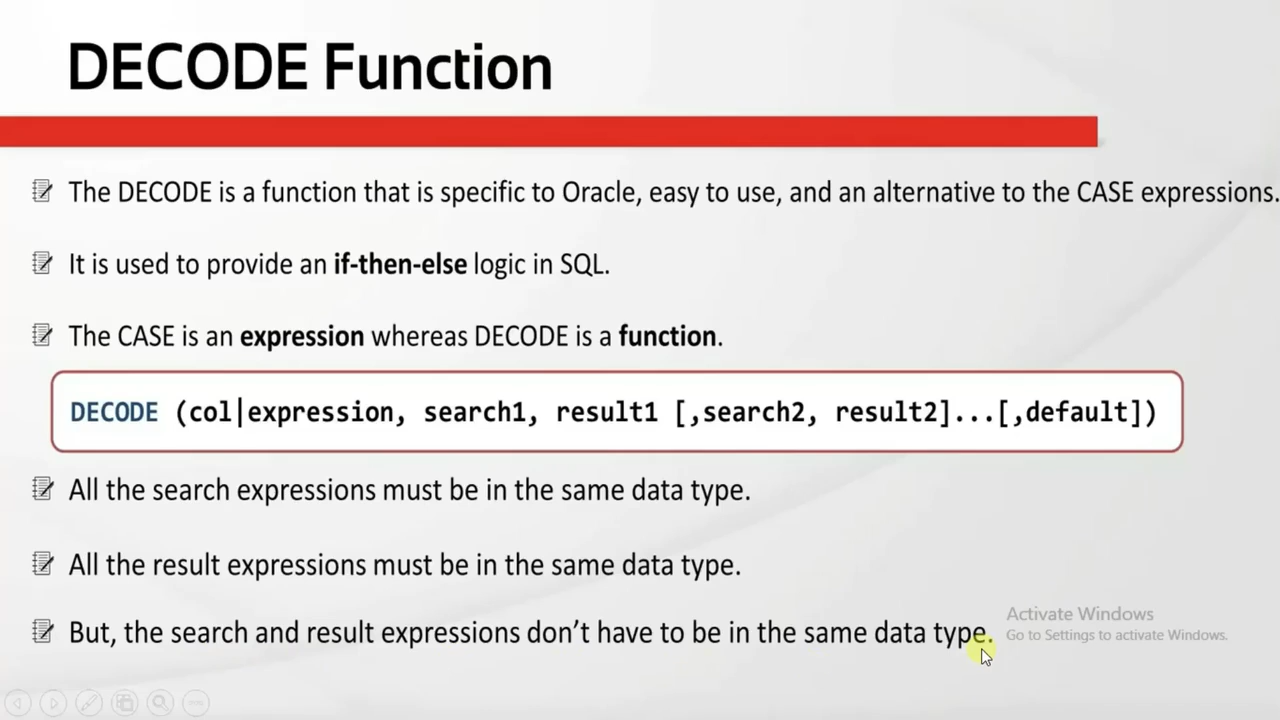 DECODE Function
The DECODE is a function that is specific to Oracle, easy to use, and an alternative to the CASE expressions.
It is used to provide an if-then-else logic in SQL.
The CASE is an expression whereas DECODE is a function.
DECODE (col|expression, search1, result1 [,search2, result2]...[,default])
All the search expressions must be in the same data type.
All the result expressions must be in the same data type.
But, the search and result expressions don’t have to be in the same data type.
Activate Windows
Go to Settings to activate Windows.